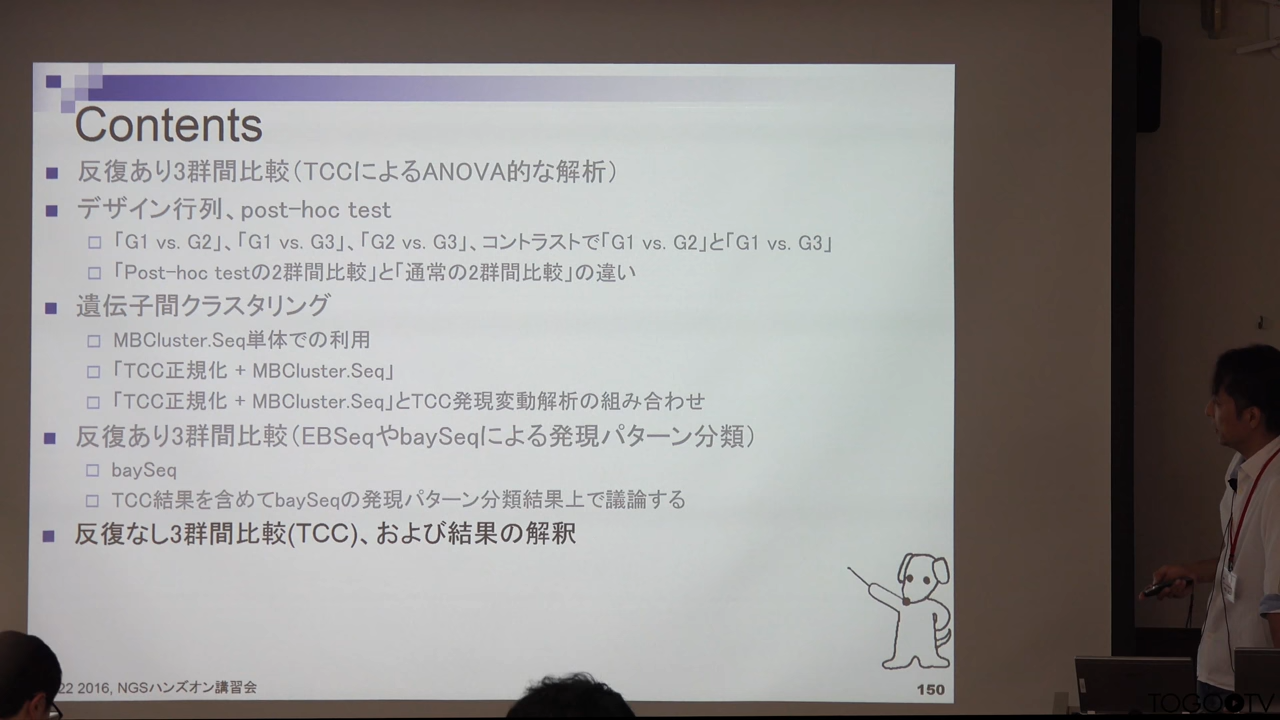 Contents
反復あり3群間比較(TCCによるANOVA的な解析)
デザイン行列、post-hoc test
「G1 vs. G2」、「G1 vs. G3」、「G2 vs. G3」、コントラストで「G1 vs. G2」と「G1 vs. G3」
「Post-hoc testの2群間比較」と「通常の2群間比較」の違い
遺伝子間クラスタリング
MBCluster.Seq単体での利用
「TCC正規化 + MBCluster.Seq」
「TCC正規化 + MBCluster.Seq」とTCC発現変動解析の組み合わせ
反復あり3群間比較(EBSeqやbaySeqによる発現パターン分類)
baySeq
TCC結果を含めてbaySeqの発現パターン分類結果上で議論する
反復なし3群間比較(TCC)、および結果の解釈
22 2016, NGSハンズオン講習会
150
TOGOTV